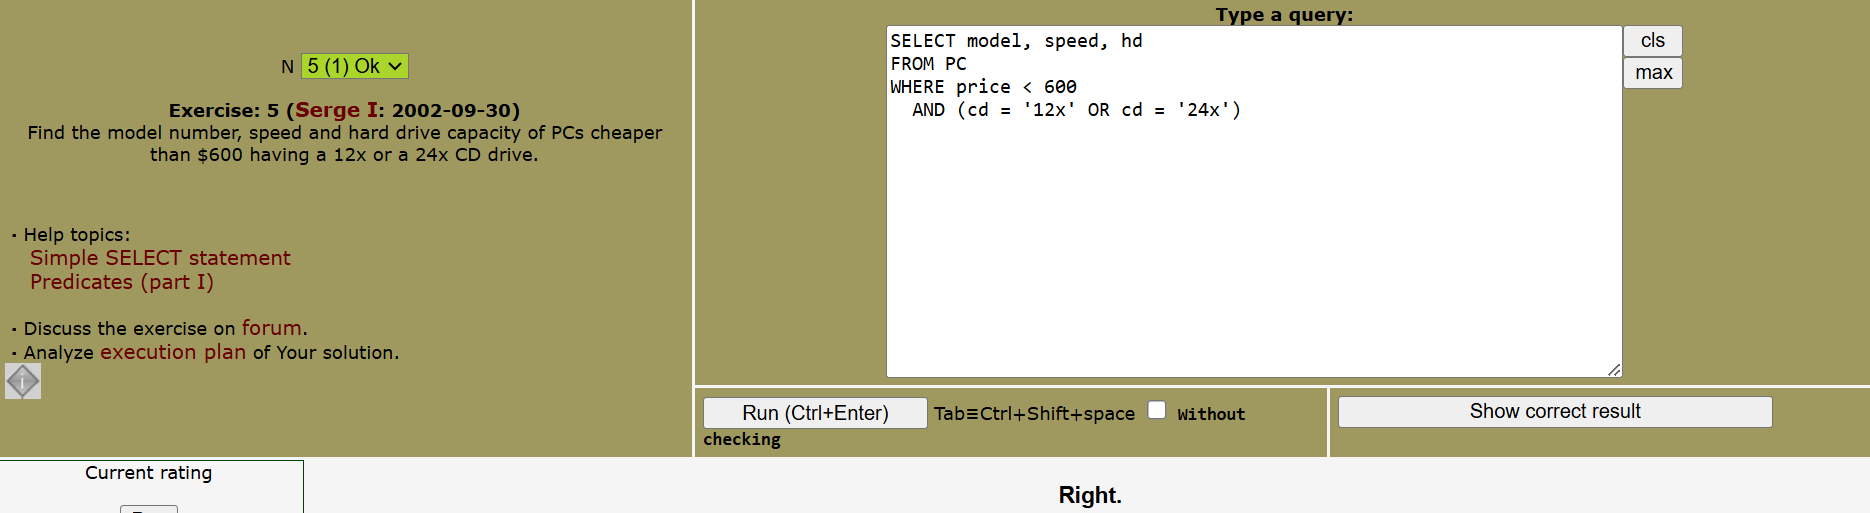 N 5 (1) Ok
Exercise: 5 (Serge I: 2002-09-30)
Find the model number, speed and hard drive capacity of PCs cheaper
than $600 having a 12x or a 24x CD drive.
· Help topics:
Simple SELECT statement
Predicates (part I)
· Discuss the exercise on forum.
· Analyze execution plan of Your solution.
Type a query:
SELECT model, speed, hd
FROM PC
WHERE price < 600
  AND (cd = '12x' OR cd = '24x')
cls
max
Run (Ctrl+Enter) Tab≡Ctrl+Shift+space Without
checking
Show correct result
Current rating
Right.